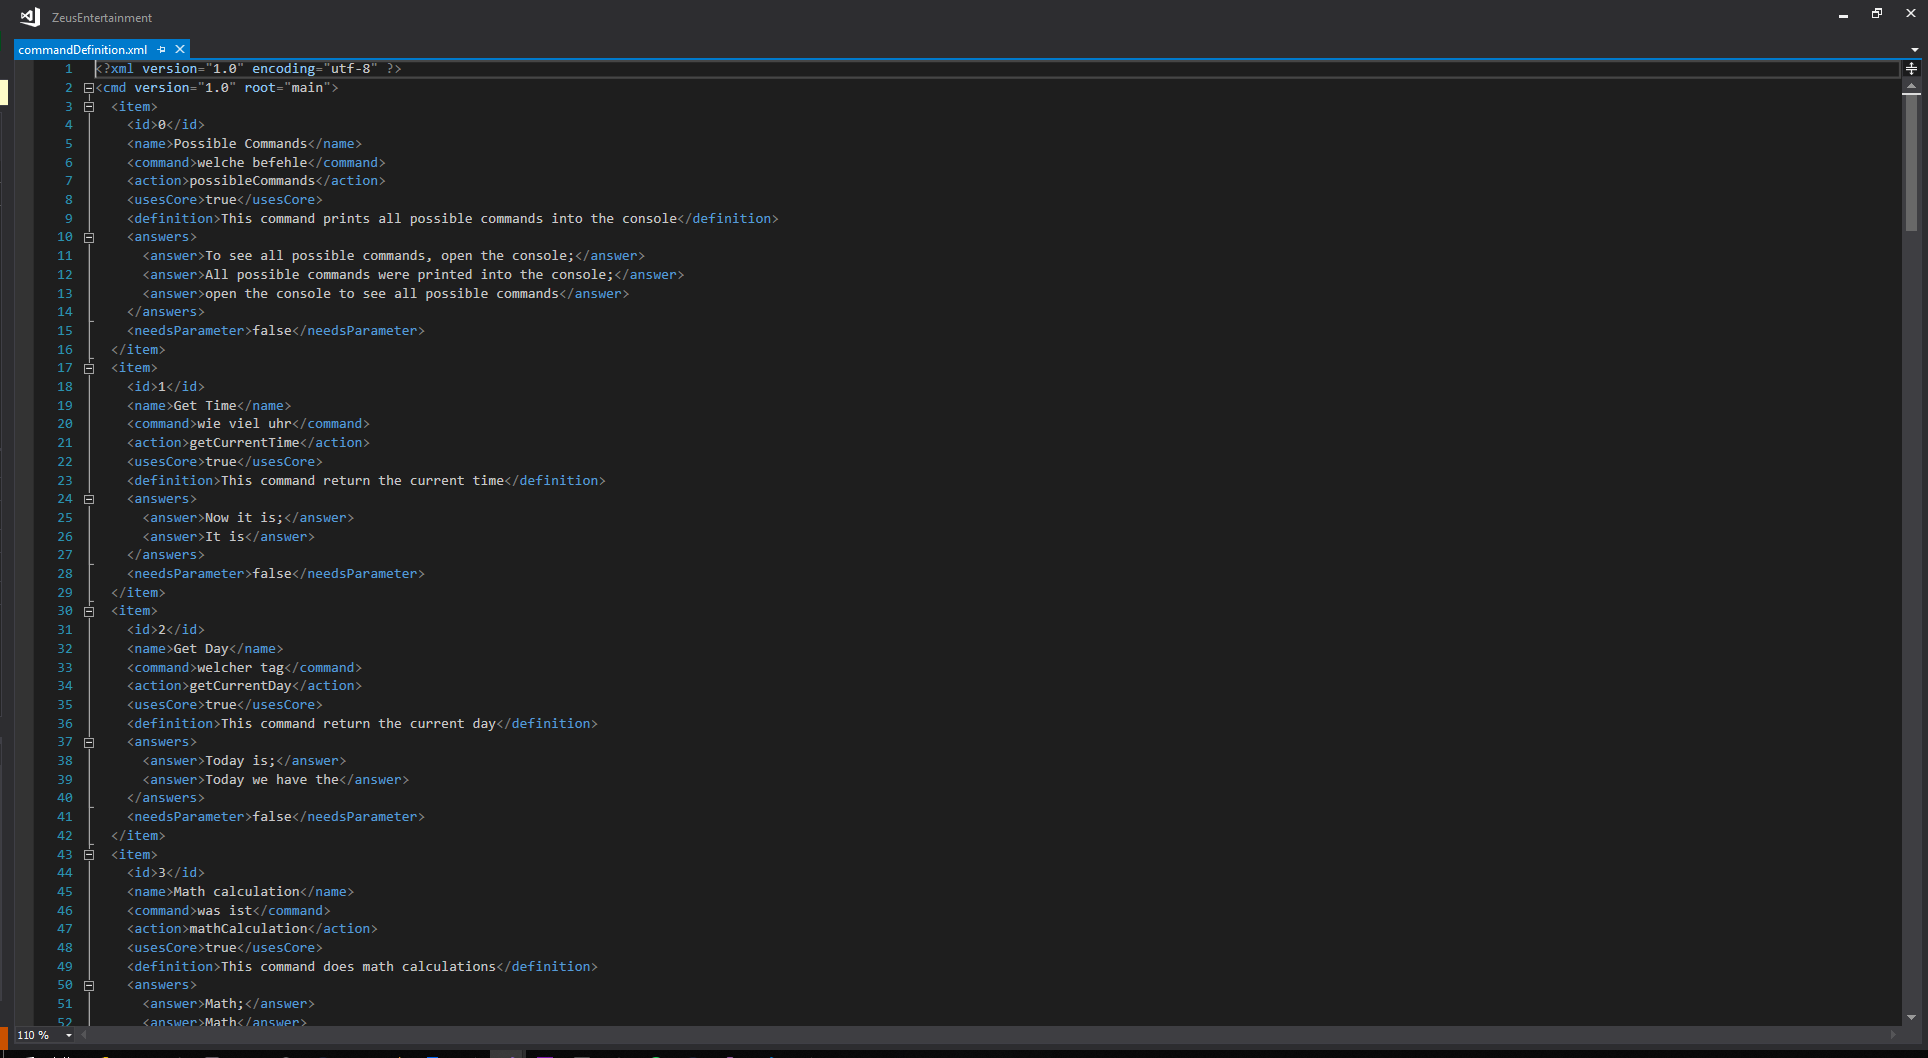 ZeusEntertainment
commandDefinition.xml
1 <?xml version="1.0" encoding="utf-8" ?>
2 <cmd version="1.0" root="main">
3 <item>
4 <id>0</id>
5 <name>Possible Commands</name>
6 <command>welche befehle</command>
7 <action>possibleCommands</action>
8 <usesCore>true</usesCore>
9 <definition>This command prints all possible commands into the console</definition>
10 <answers>
11 <answer>To see all possible commands, open the console;</answer>
12 <answer>All possible commands were printed into the console;</answer>
13 <answer>open the console to see all possible commands</answer>
14 </answers>
15 <needsParameter>false</needsParameter>
16 </item>
17 <item>
18 <id>1</id>
19 <name>Get Time</name>
20 <command>wie viel uhr</command>
21 <action>getCurrentTime</action>
22 <usesCore>true</usesCore>
23 <definition>This command return the current time</definition>
24 <answers>
25 <answer>Now it is;</answer>
26 <answer>It is</answer>
27 </answers>
28 <needsParameter>false</needsParameter>
29 </item>
30 <item>
31 <id>2</id>
32 <name>Get Day</name>
33 <command>welcher tag</command>
34 <action>getCurrentDay</action>
35 <usesCore>true</usesCore>
36 <definition>This command return the current day</definition>
37 <answers>
38 <answer>Today is;</answer>
39 <answer>Today we have the</answer>
40 </answers>
41 <needsParameter>false</needsParameter>
42 </item>
43 <item>
44 <id>3</id>
45 <name>Math calculation</name>
46 <command>was ist</command>
47 <action>mathCalculation</action>
48 <usesCore>true</usesCore>
49 <definition>This command does math calculations</definition>
50 <answers>
51 <answer>Math;</answer>
52 <answer>Math</answer>
110 %